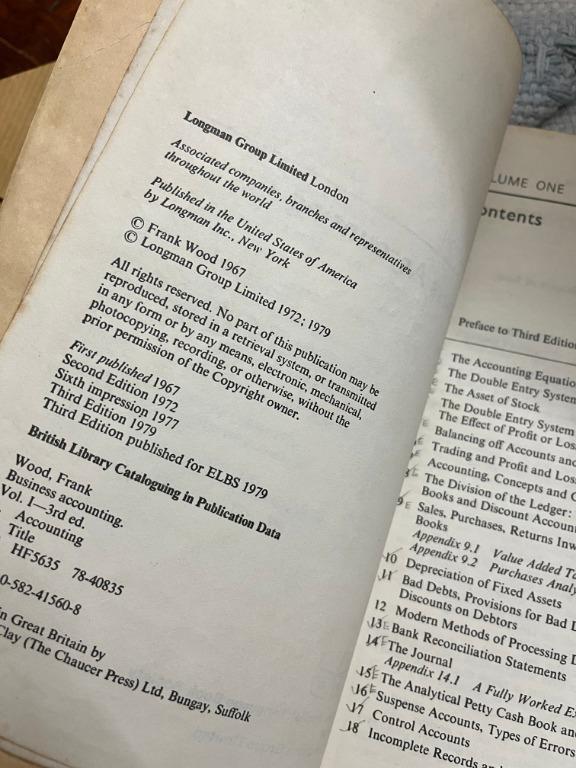 Longman Group Limited London
Associated companies, branches and representatives
throughout the world
Published in the United States of America
by Longman Inc., New York
© Frank Wood 1967
© Longman Group Limited 1972; 1979
All rights reserved. No part of this publication may be
reproduced, stored in a retrieval system, or transmitted
in any form or by any means, electronic, mechanical,
photocopying, recording, or otherwise, without the
prior permission of the Copyright owner.
First published 1967
Second Edition 1972
Sixth impression 1977
Third Edition 1979
Third Edition published for ELBS 1979
British Library Cataloguing in Publication Data
Wood, Frank
Business accounting.
Vol. 1—3rd ed.
Accounting
Title
HF5635 78-40835
0-582-41560-8
in Great Britain by
Clay (The Chaucer Press) Ltd, Bungay, Suffolk
LUME ONE
ontents
Preface to Third Editio
The Accounting Equatio
The Double Entry System
The Asset of Stock
The Double Entry System
The Effect of Profit or Los
Balancing off Accounts and
Trading and Profit and Los
Accounting, Concepts and C
The Division of the Ledger:
Books and Discount Accoun
9 E Sales, Purchases, Returns Inw
Books
Appendix 9.1 Value Added T
Appendix 9.2 Purchases Analy
10 Depreciation of Fixed Assets
11 Bad Debts, Provisions for Bad D
Discounts on Debtors
12 Modern Methods of Processing D
13 E Bank Reconciliation Statements
14 E The Journal
Appendix 14.1 A Fully Worked Ex
15 E The Analytical Petty Cash Book an
16 E Suspense Accounts, Types of Errors
17 Control Accounts
18 Incomplete Records an